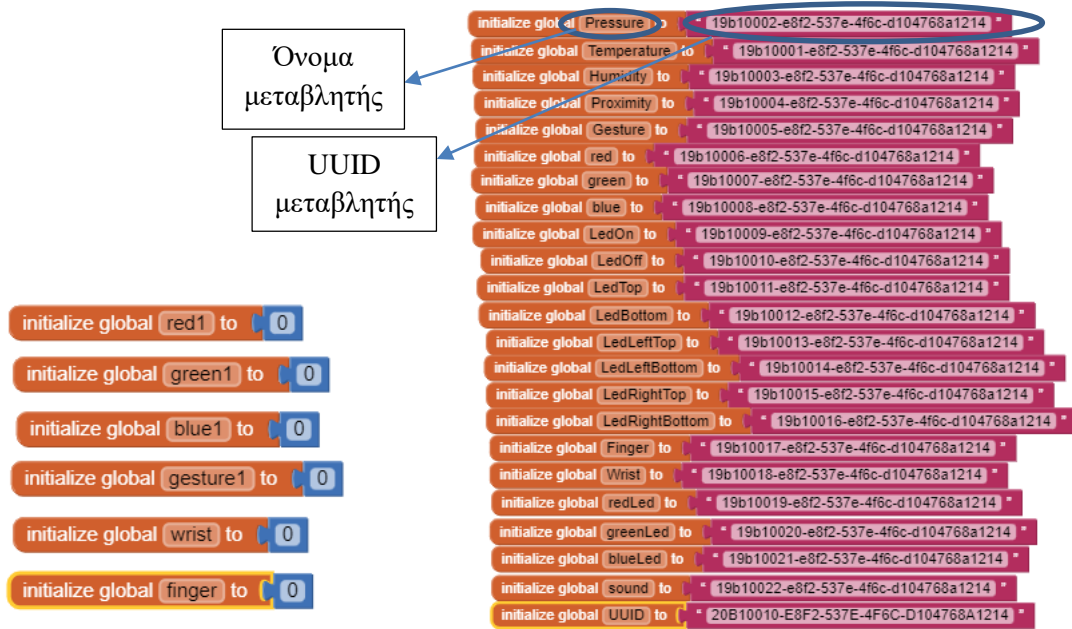 Όνομα
μεταβλητής
UUID
μεταβλητής
initialize global red1 to 0
initialize global green1 to 0
initialize global blue1 to 0
initialize global gesture1 to 0
initialize global wrist to 0
initialize global finger to 0
initialize global Pressure to " 19b10002-e8f2-537e-4f6c-d104768a1214 "
initialize global Temperature to " 19b10001-e8f2-537e-4f6c-d104768a1214 "
initialize global Humidity to " 19b10003-e8f2-537e-4f6c-d104768a1214 "
initialize global Proximity to " 19b10004-e8f2-537e-4f6c-d104768a1214 "
initialize global Gesture to " 19b10005-e8f2-537e-4f6c-d104768a1214 "
initialize global red to " 19b10006-e8f2-537e-4f6c-d104768a1214 "
initialize global green to " 19b10007-e8f2-537e-4f6c-d104768a1214 "
initialize global blue to " 19b10008-e8f2-537e-4f6c-d104768a1214 "
initialize global LedOn to " 19b10009-e8f2-537e-4f6c-d104768a1214 "
initialize global LedOff to " 19b10010-e8f2-537e-4f6c-d104768a1214 "
initialize global LedTop to " 19b10011-e8f2-537e-4f6c-d104768a1214 "
initialize global LedBottom to " 19b10012-e8f2-537e-4f6c-d104768a1214 "
initialize global LedLeftTop to " 19b10013-e8f2-537e-4f6c-d104768a1214 "
initialize global LedLeftBottom to " 19b10014-e8f2-537e-4f6c-d104768a1214 "
initialize global LedRightTop to " 19b10015-e8f2-537e-4f6c-d104768a1214 "
initialize global LedRightBottom to " 19b10016-e8f2-537e-4f6c-d104768a1214 "
initialize global Finger to " 19b10017-e8f2-537e-4f6c-d104768a1214 "
initialize global Wrist to " 19b10018-e8f2-537e-4f6c-d104768a1214 "
initialize global redLed to " 19b10019-e8f2-537e-4f6c-d104768a1214 "
initialize global greenLed to " 19b10020-e8f2-537e-4f6c-d104768a1214 "
initialize global blueLed to " 19b10021-e8f2-537e-4f6c-d104768a1214 "
initialize global sound to " 19b10022-e8f2-537e-4f6c-d104768a1214 "
initialize global UUID to " 20B10010-E8F2-537E-4F6C-D104768A1214 "